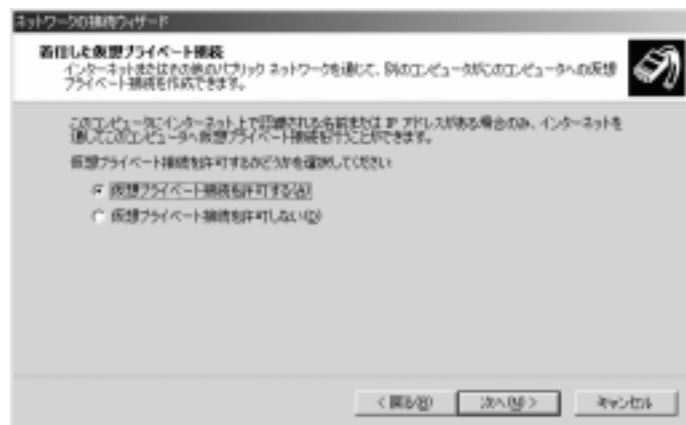 ネットワークの接続ウィザード
着信した仮想プライベート接続
インターネットまたはその他のパブリック ネットワークを通じて、別のコンピュータがこのコンピュータへの仮想
プライベート接続を作成できます。
このコンピュータにインターネット上で認識される名前または IP アドレスがある場合のみ、インターネットを
通してこのコンピュータへ仮想プライベート接続を行うことができます。
仮想プライベート接続を許可するかどうかを選択してください:
仮想プライベート接続を許可する(A)
仮想プライベート接続を許可しない(D)
< 戻る(B)
次へ(N) >
キャンセル